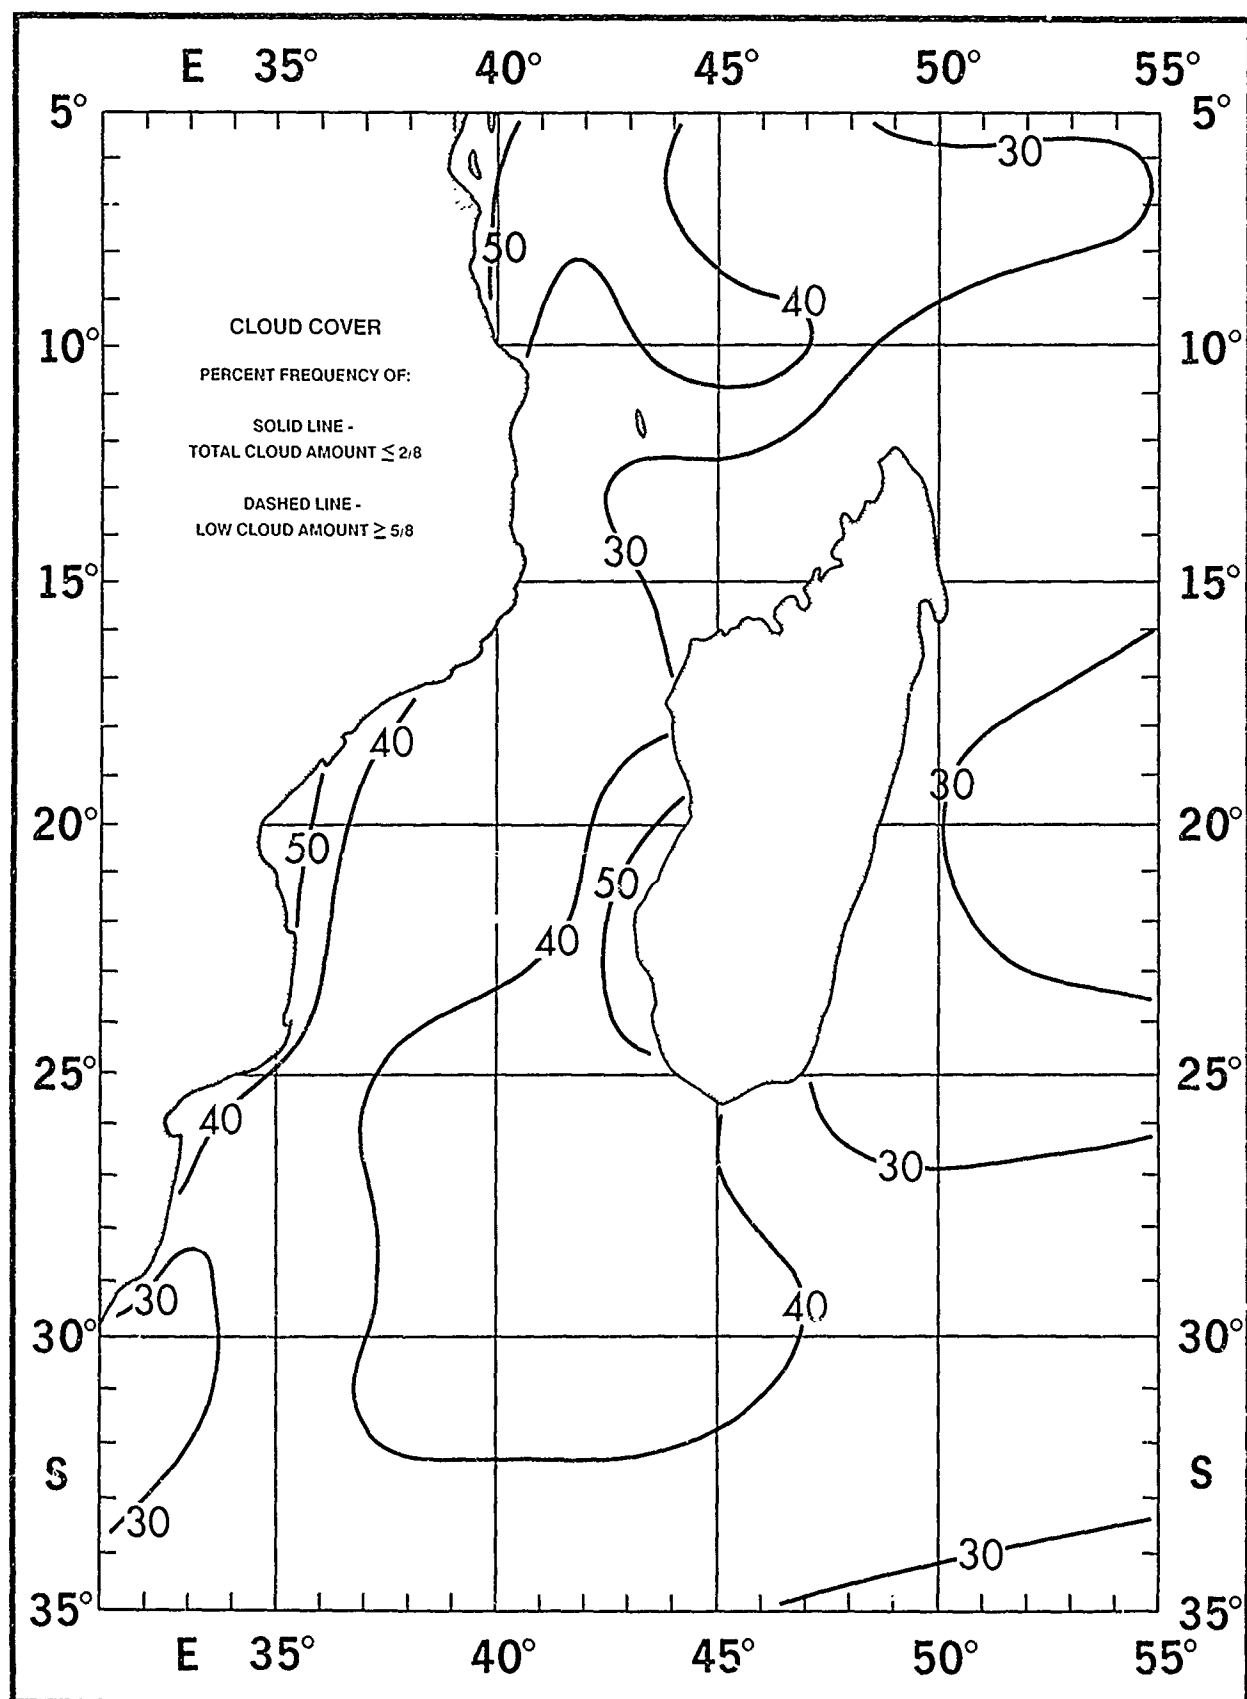 E 35° 40° 45° 50° 55°
5° 5°
30
50
40
CLOUD COVER
10° 10°
PERCENT FREQUENCY OF:
SOLID LINE -
TOTAL CLOUD AMOUNT ≤ 2/8
DASHED LINE -
LOW CLOUD AMOUNT ≥ 5/8
30
15° 15°
40
30
20° 20°
50
50
40
25° 25°
40
30
30
40
30° 30°
S S
30
30
35° 35°
E 35° 40° 45° 50° 55°